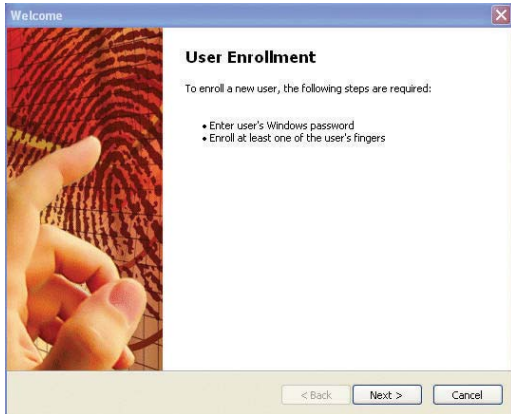 Welcome
User Enrollment
To enroll a new user, the following steps are required:
• Enter user's Windows password
• Enroll at least one of the user's fingers
< Back Next > Cancel